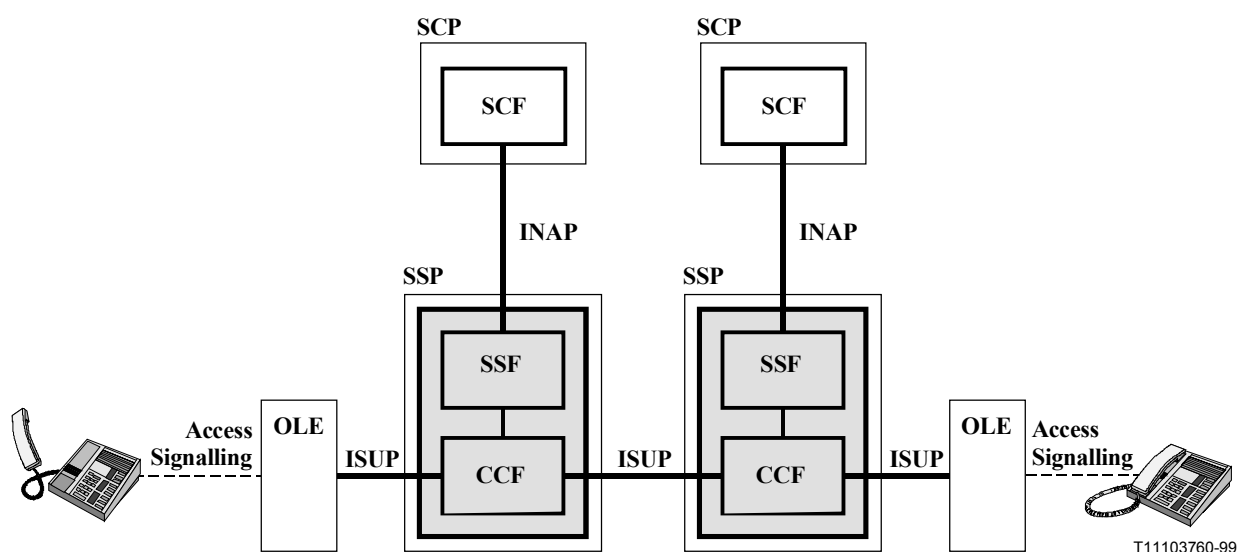 SCP
SCP
SCF
SCF
INAP
INAP
SSP
SSP
SSF
SSF
Access
Signalling
OLE
ISUP
CCF
ISUP
CCF
ISUP
OLE
Access
Signalling
T11103760-99